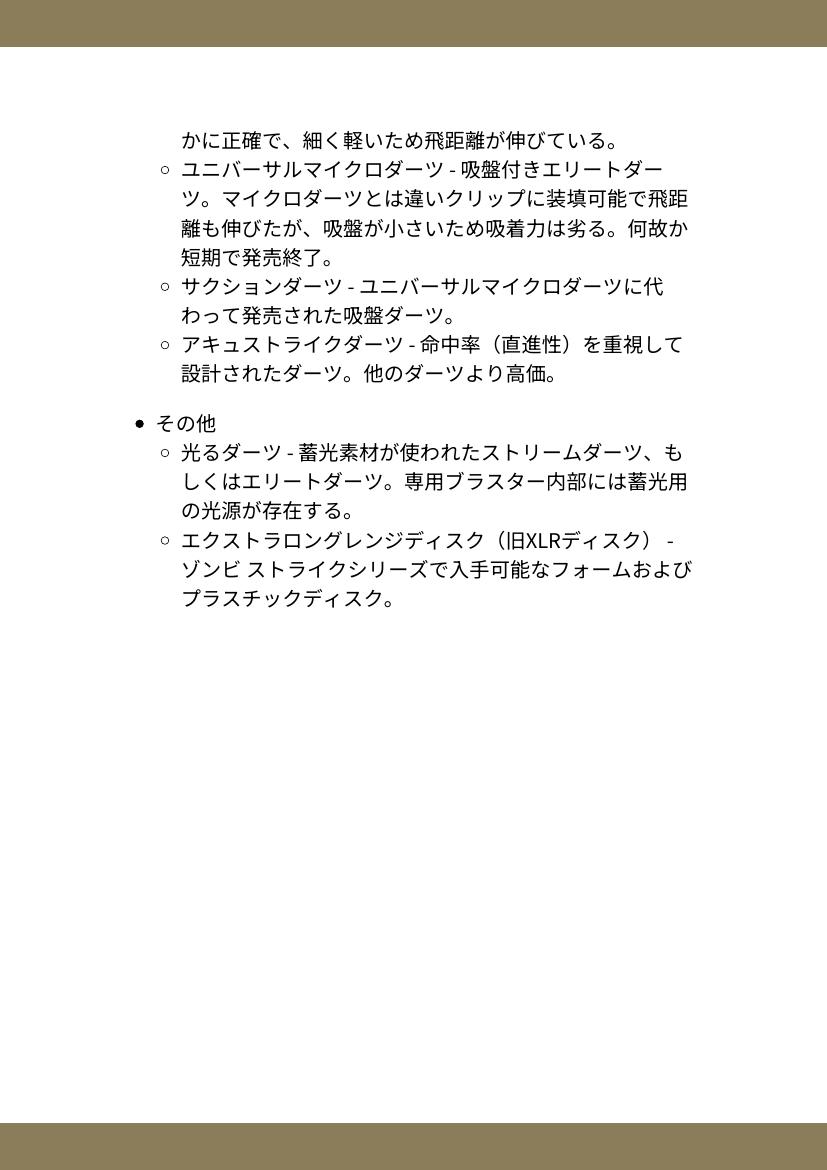 かに正確で、細く軽いため飛距離が伸びている。
○ ユニバーサルマイクロダーツ - 吸盤付きエリートダー
ツ。マイクロダーツとは違いクリップに装填可能で飛距
離も伸びたが、吸盤が小さいため吸着力は劣る。何故か
短期で発売終了。
○ サクションダーツ - ユニバーサルマイクロダーツに代
わって発売された吸盤ダーツ。
○ アキュストライクダーツ - 命中率（直進性）を重視して
設計されたダーツ。他のダーツより高価。
● その他
○ 光るダーツ - 蓄光素材が使われたストリームダーツ、も
しくはエリートダーツ。専用ブラスター内部には蓄光用
の光源が存在する。
○ エクストラロングレンジディスク（旧XLRディスク） -
ゾンビ ストライクシリーズで入手可能なフォームおよび
プラスチックディスク。